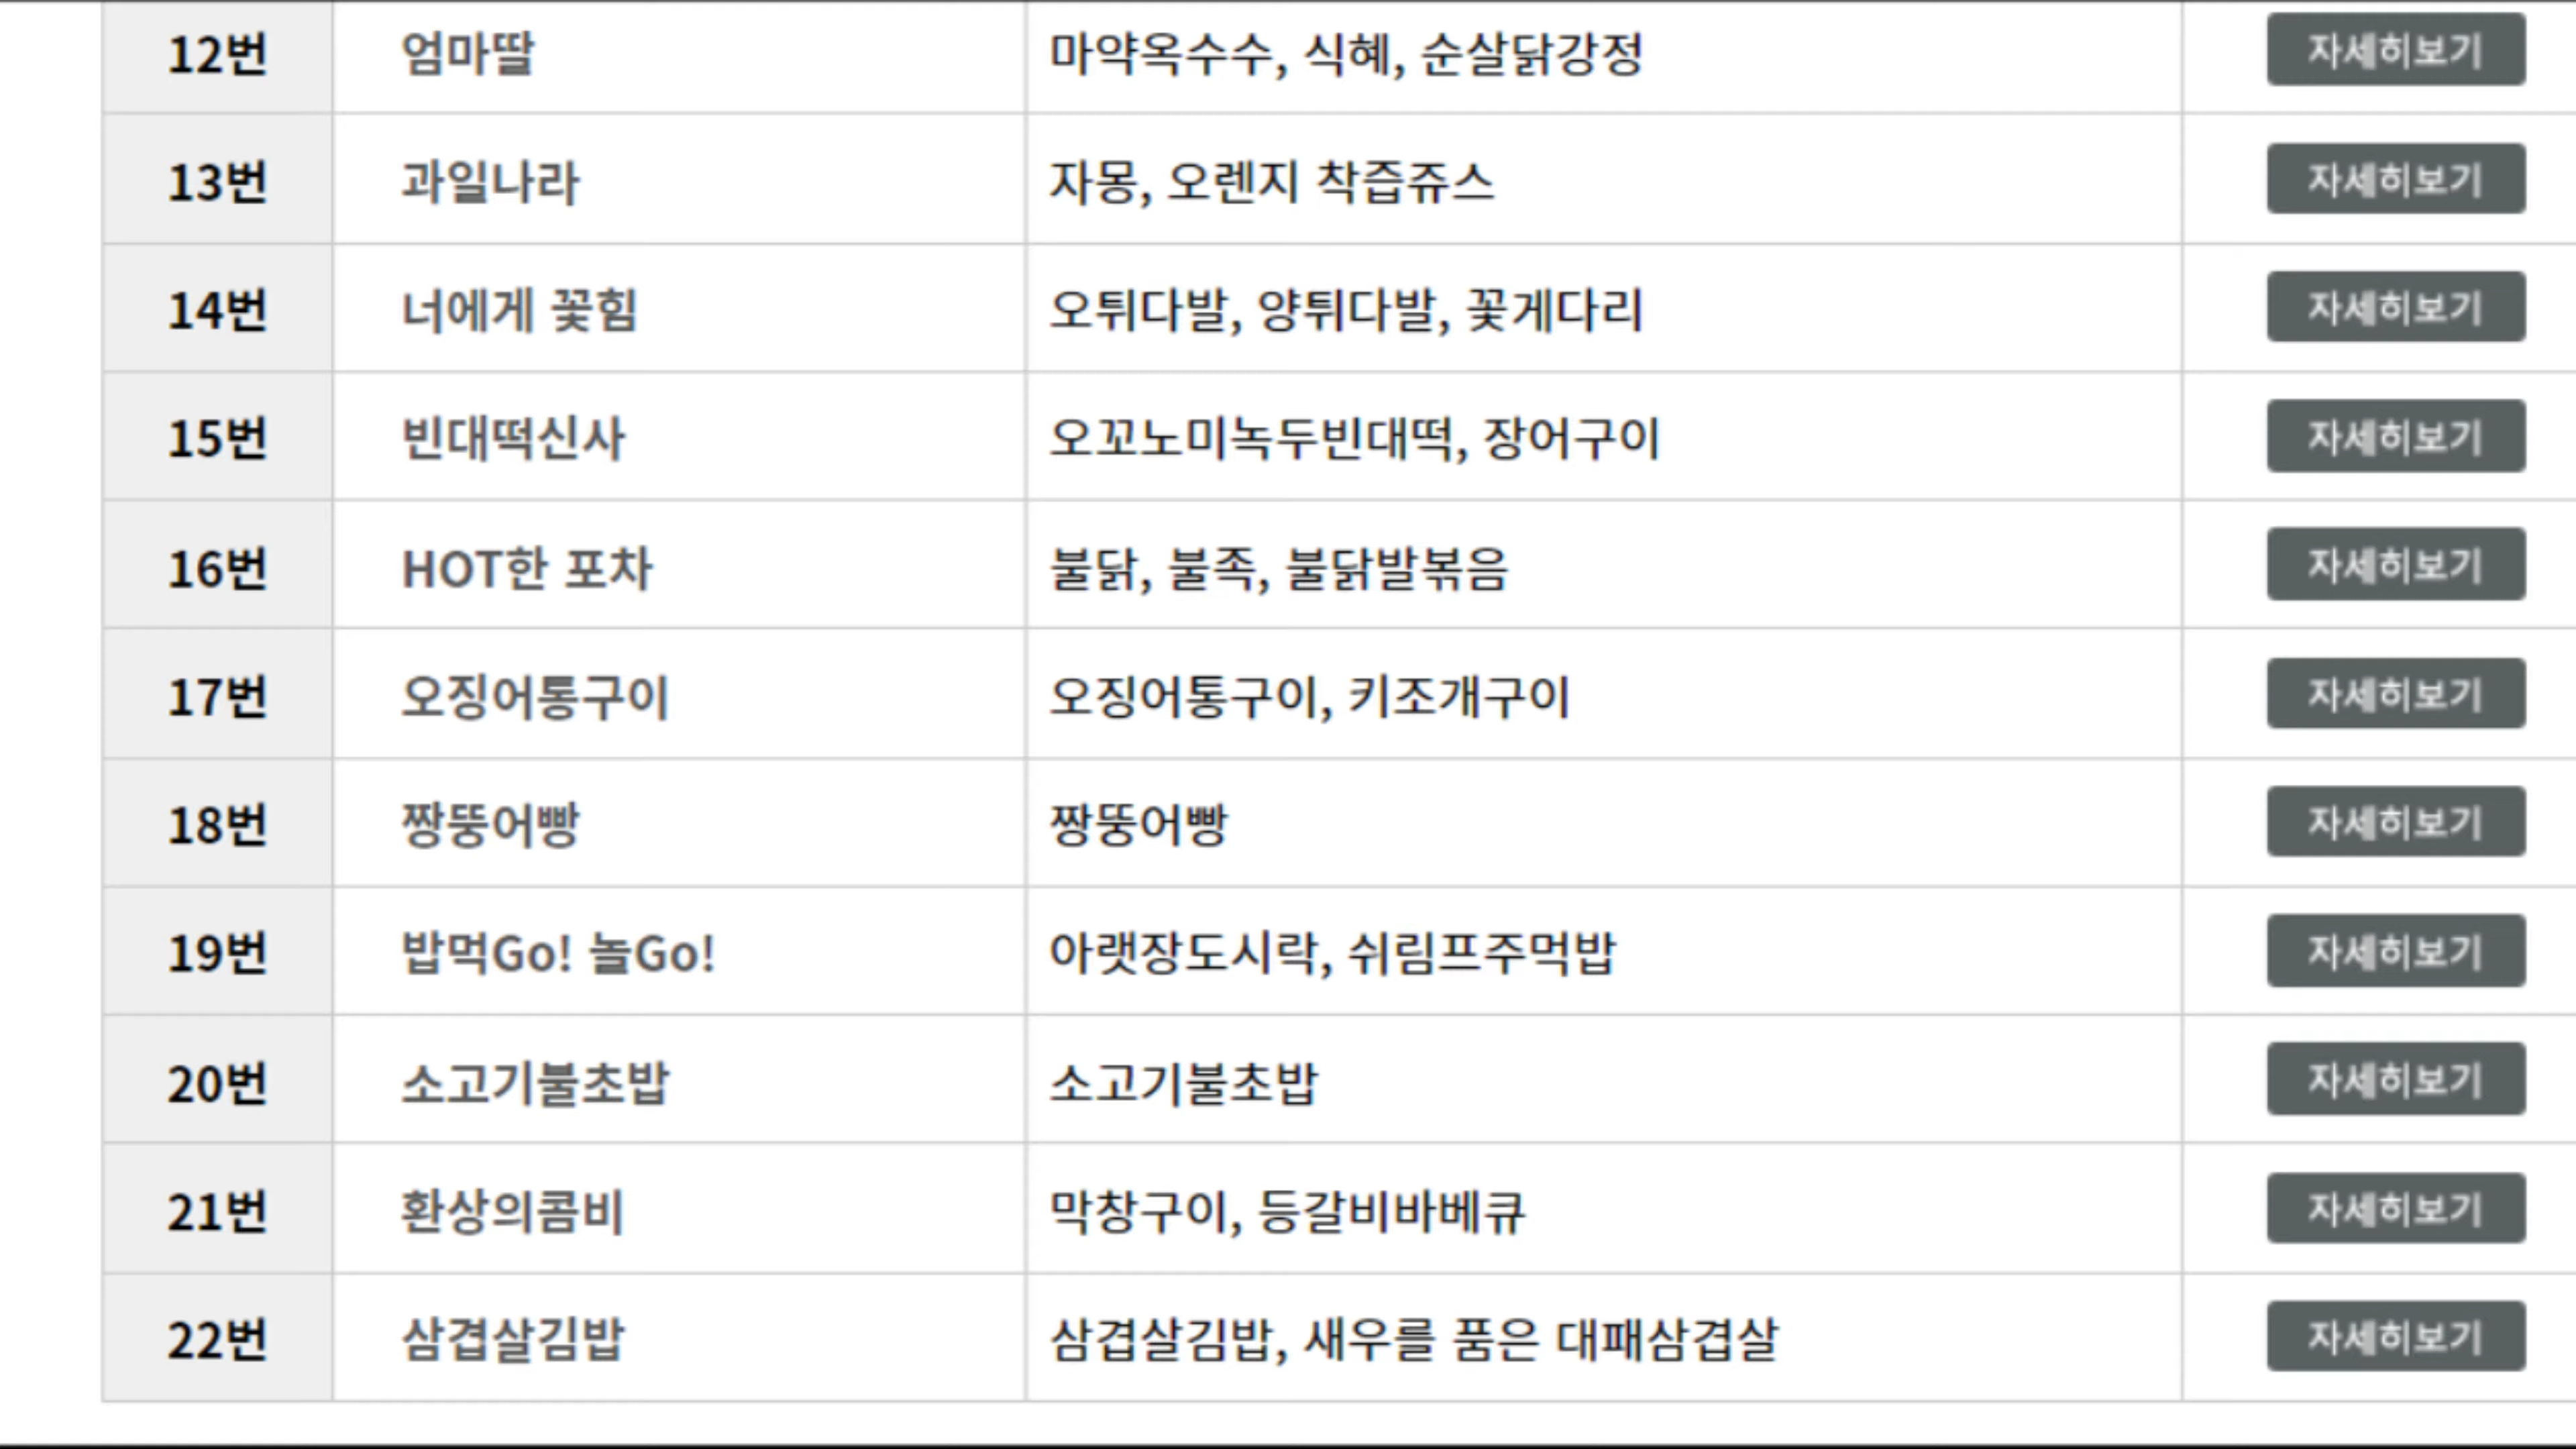 12번 엄마딸 마약옥수수, 식혜, 순살닭강정 자세히보기
13번 과일나라 자몽, 오렌지 착즙쥬스 자세히보기
14번 너에게 꽃힘 오튀다발, 양튀다발, 꽃게다리 자세히보기
15번 빈대떡신사 오꼬노미녹두빈대떡, 장어구이 자세히보기
16번 HOT한 포차 불닭, 불족, 불닭발볶음 자세히보기
17번 오징어통구이 오징어통구이, 키조개구이 자세히보기
18번 짱뚱어빵 짱뚱어빵 자세히보기
19번 밥먹Go! 놀Go! 아랫장도시락, 쉬림프주먹밥 자세히보기
20번 소고기불초밥 소고기불초밥 자세히보기
21번 환상의콤비 막창구이, 등갈비바베큐 자세히보기
22번 삼겹살김밥 삼겹살김밥, 새우를 품은 대패삼겹살 자세히보기